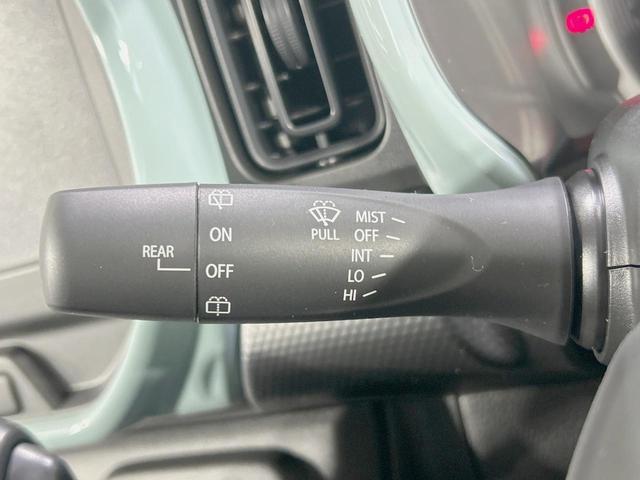 REAR
ON
OFF
PULL
MIST
OFF
INT
LO
HI